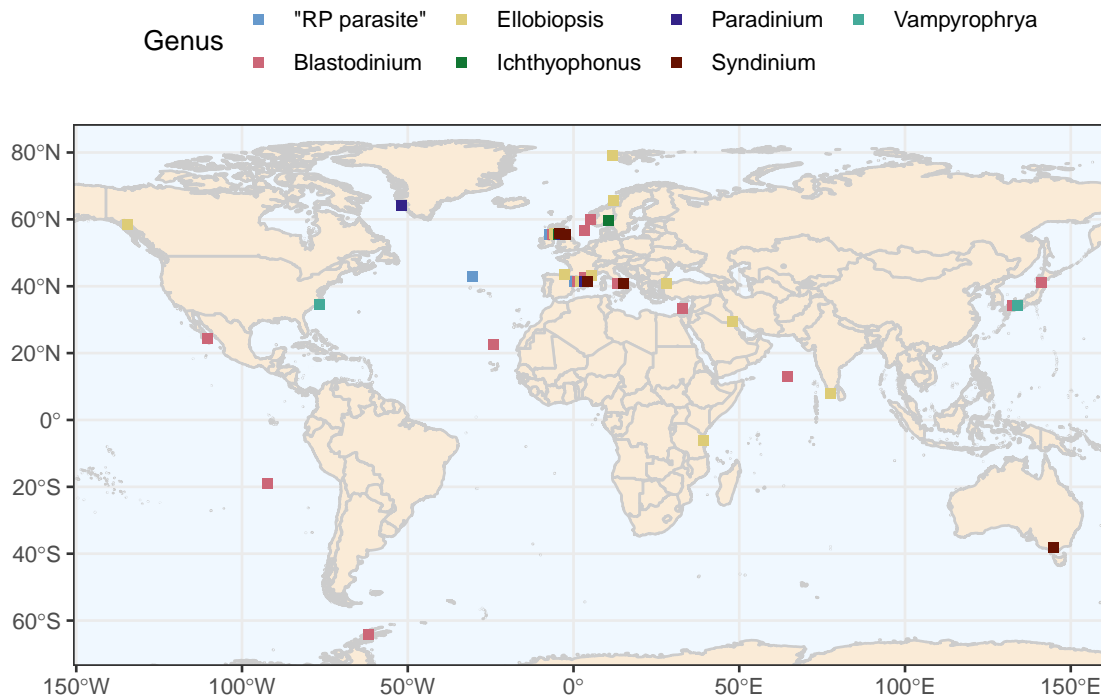 Genus
"RP parasite" Ellobiopsis Paradinium Vampyrophrya
Blastodinium Ichthyophonus Syndinium
80°N
60°N
40°N
20°N
0°
20°S
40°S
60°S
150°W 100°W 50°W 0° 50°E 100°E 150°E